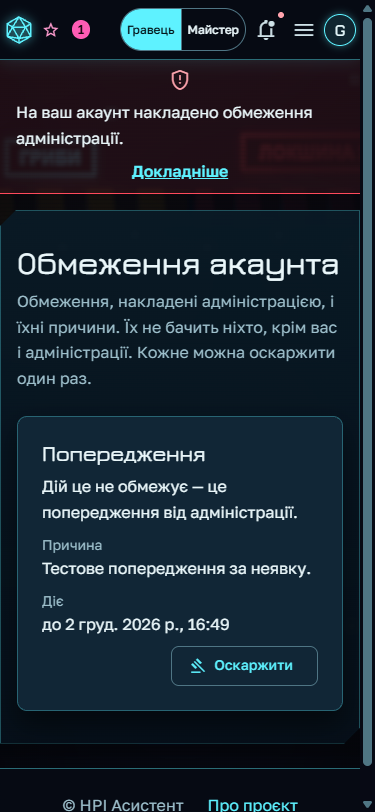 1
Гравець Майстер
G
На ваш акаунт накладено обмеження
адміністрації.
Докладніше
Обмеження акаунта
Обмеження, накладені адміністрацією, і
їхні причини. Їх не бачить ніхто, крім вас
і адміністрації. Кожне можна оскаржити
один раз.
Попередження
Дій це не обмежує — це
попередження від адміністрації.
Причина
Тестове попередження за неявку.
Діє
до 2 груд. 2026 р., 16:49
Оскаржити
© НРІ Асистент Про проєкт